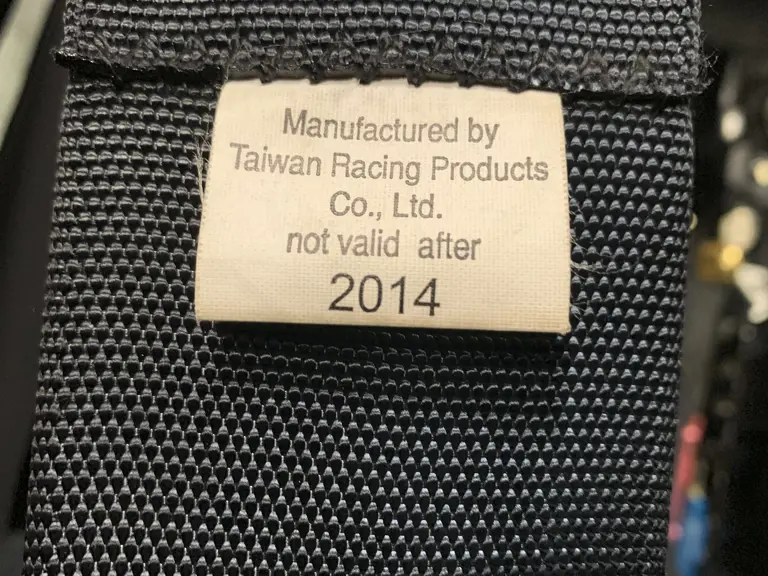 Manufactured by
Taiwan Racing Products
Co., Ltd.
not valid after
2014